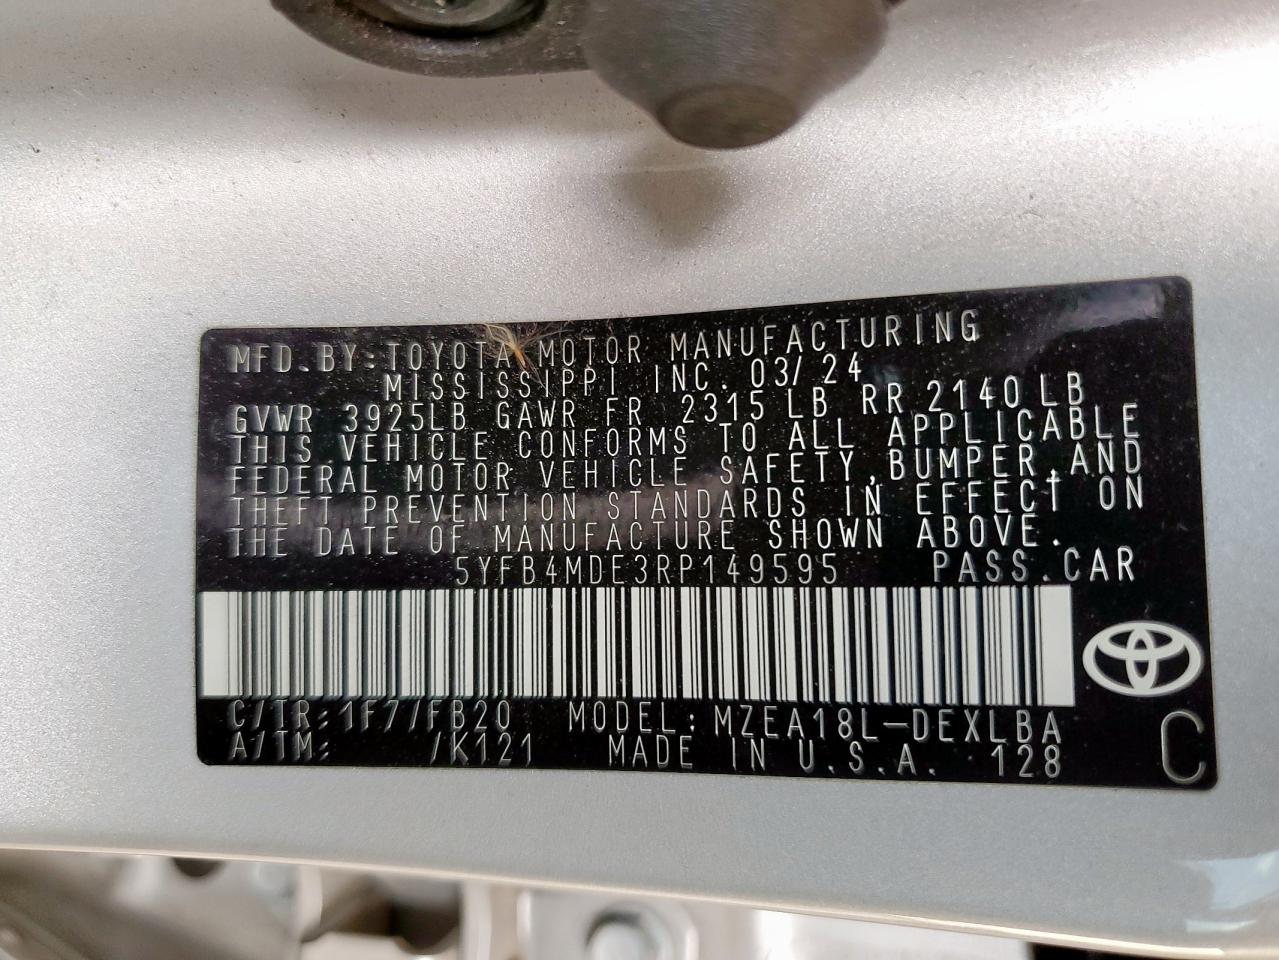 MFD.BY:TOYOTA MOTOR MANUFACTURING
MISSISSIPPI INC. 03/24
GVWR 3925LB GAWR FR 2315LB RR 2140LB
THIS VEHICLE CONFORMS TO ALL APPLICABLE
FEDERAL MOTOR VEHICLE SAFETY,BUMPER,AND
THEFT PREVENTION STANDARDS IN EFFECT ON
THE DATE OF MANUFACTURE SHOWN ABOVE.
5YFB4MDE3RP149595 PASS.CAR
C/TR:1F7/FB20 MODEL:MZEA18L-DEXLBA
A/TM: /K121 MADE IN U.S.A. 128
C